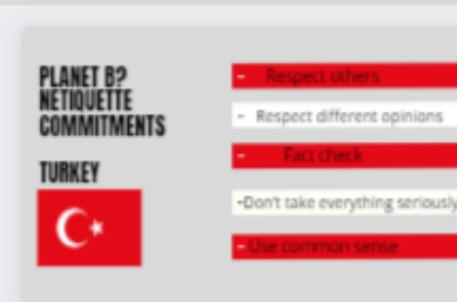 PLANET B?
NETIQUETTE
COMMITMENTS
TURKEY
- Respect others
- Respect different opinions
- Fact check
-Don't take everything seriously
- Use common sense